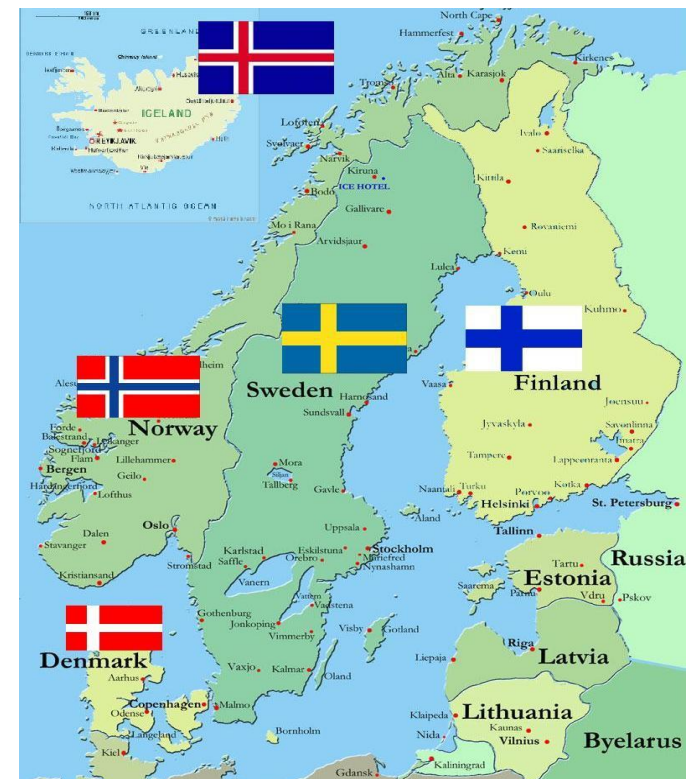 North Cape
Hammerfest
GREENLAND
Kirkenes
Alta
Karasjok
Troms
ICELAND
REYKJAVIK
NORTH ATLANTIC OCEAN
Lofoten
Svolvaer
Narvik
Ivalo
Saariselka
Kiruna
ICE HOTEL
Kittila
Bodo
Gallivare
Mo i Rana
Rovaniemi
Arvidsjaur
Kemi
Lulea
Oulu
Kuhmo
Vaasa
Finland
Sweden
Harnosand
Sundsvall
Norway
Joensuu
Jyvaskyla
Savonlinna
Imatra
Forde
Balestrand
Sognefjord
Flam
Lillehammer
Bergen
Geilo
Hardangerfjord
Lofthus
Mora
Siljan
Tallberg
Gavle
Tampere
Lappeenranta
Naantali
Turku
Kotka
Porvoo
Helsinki
St. Petersburg
Aland
Tallinn
Oslo
Dalen
Stavanger
Kristiansand
Uppsala
Karlstad
Eskilstuna
Stockholm
Saffle
Orebro
Mariefred
Nynashamn
Stromstad
Vanern
Russia
Tartu
Estonia
Saarema
Parnu
Vdru
Pskov
Vattern
Vadstena
Gothenburg
Jonkoping
Vimmerby
Visby
Gotland
Riga
Latvia
Liepaja
Denmark
Aarhus
Vaxjo
Kalmar
Oland
Copenhagen
Malmo
Odense
Langeland
Bornholm
Kiel
Klaipeda
Lithuania
Kaunas
Nida
Vilnius
Byelarus
Kaliningrad
Gdansk